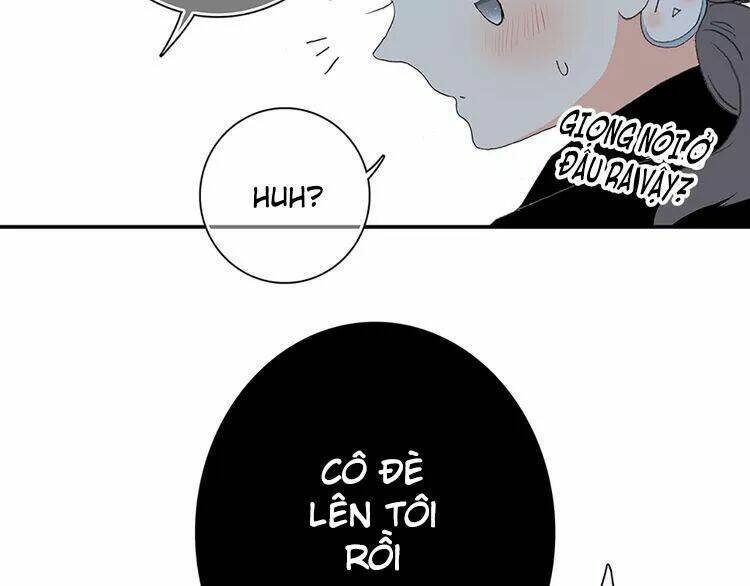 GIỌNG NÓI Ở
ĐÂU RA VẬY?
HUH?
CÔ ĐÈ
LÊN TÔI
RỒI